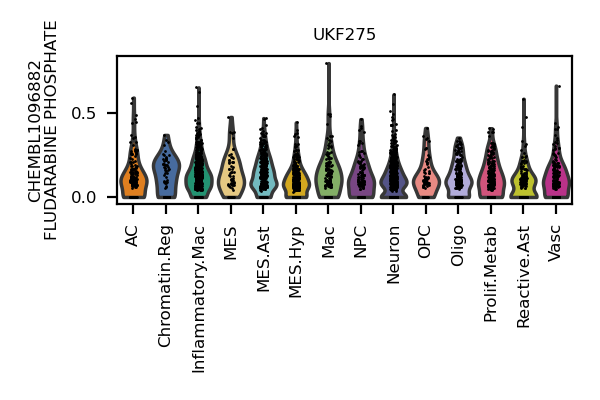 UKF275
CHEMBL1096882
FLUDARABINE PHOSPHATE
0.5
0.0
AC
Chromatin.Reg
Inflammatory.Mac
MES
MES.Ast
MES.Hyp
Mac
NPC
Neuron
OPC
Oligo
Prolif.Metab
Reactive.Ast
Vasc